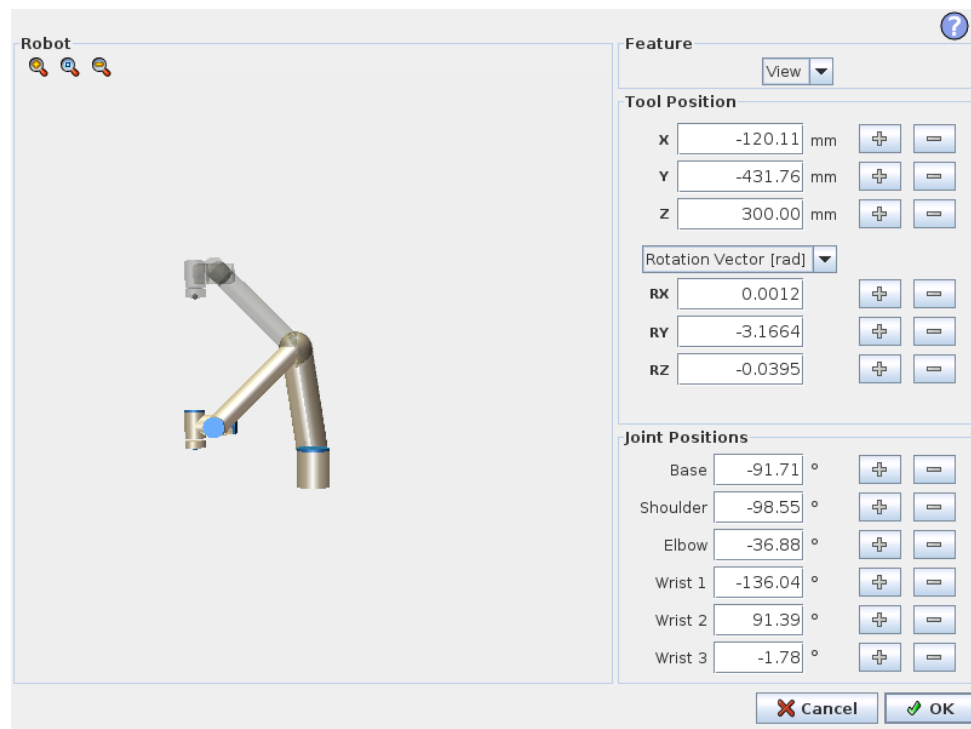 ?
Robot
Feature
View
Tool Position
X -120.11 mm
Y -431.76 mm
Z 300.00 mm
Rotation Vector [rad]
RX 0.0012
RY -3.1664
RZ -0.0395
Joint Positions
Base -91.71 °
Shoulder -98.55 °
Elbow -36.88 °
Wrist 1 -136.04 °
Wrist 2 91.39 °
Wrist 3 -1.78 °
Cancel OK